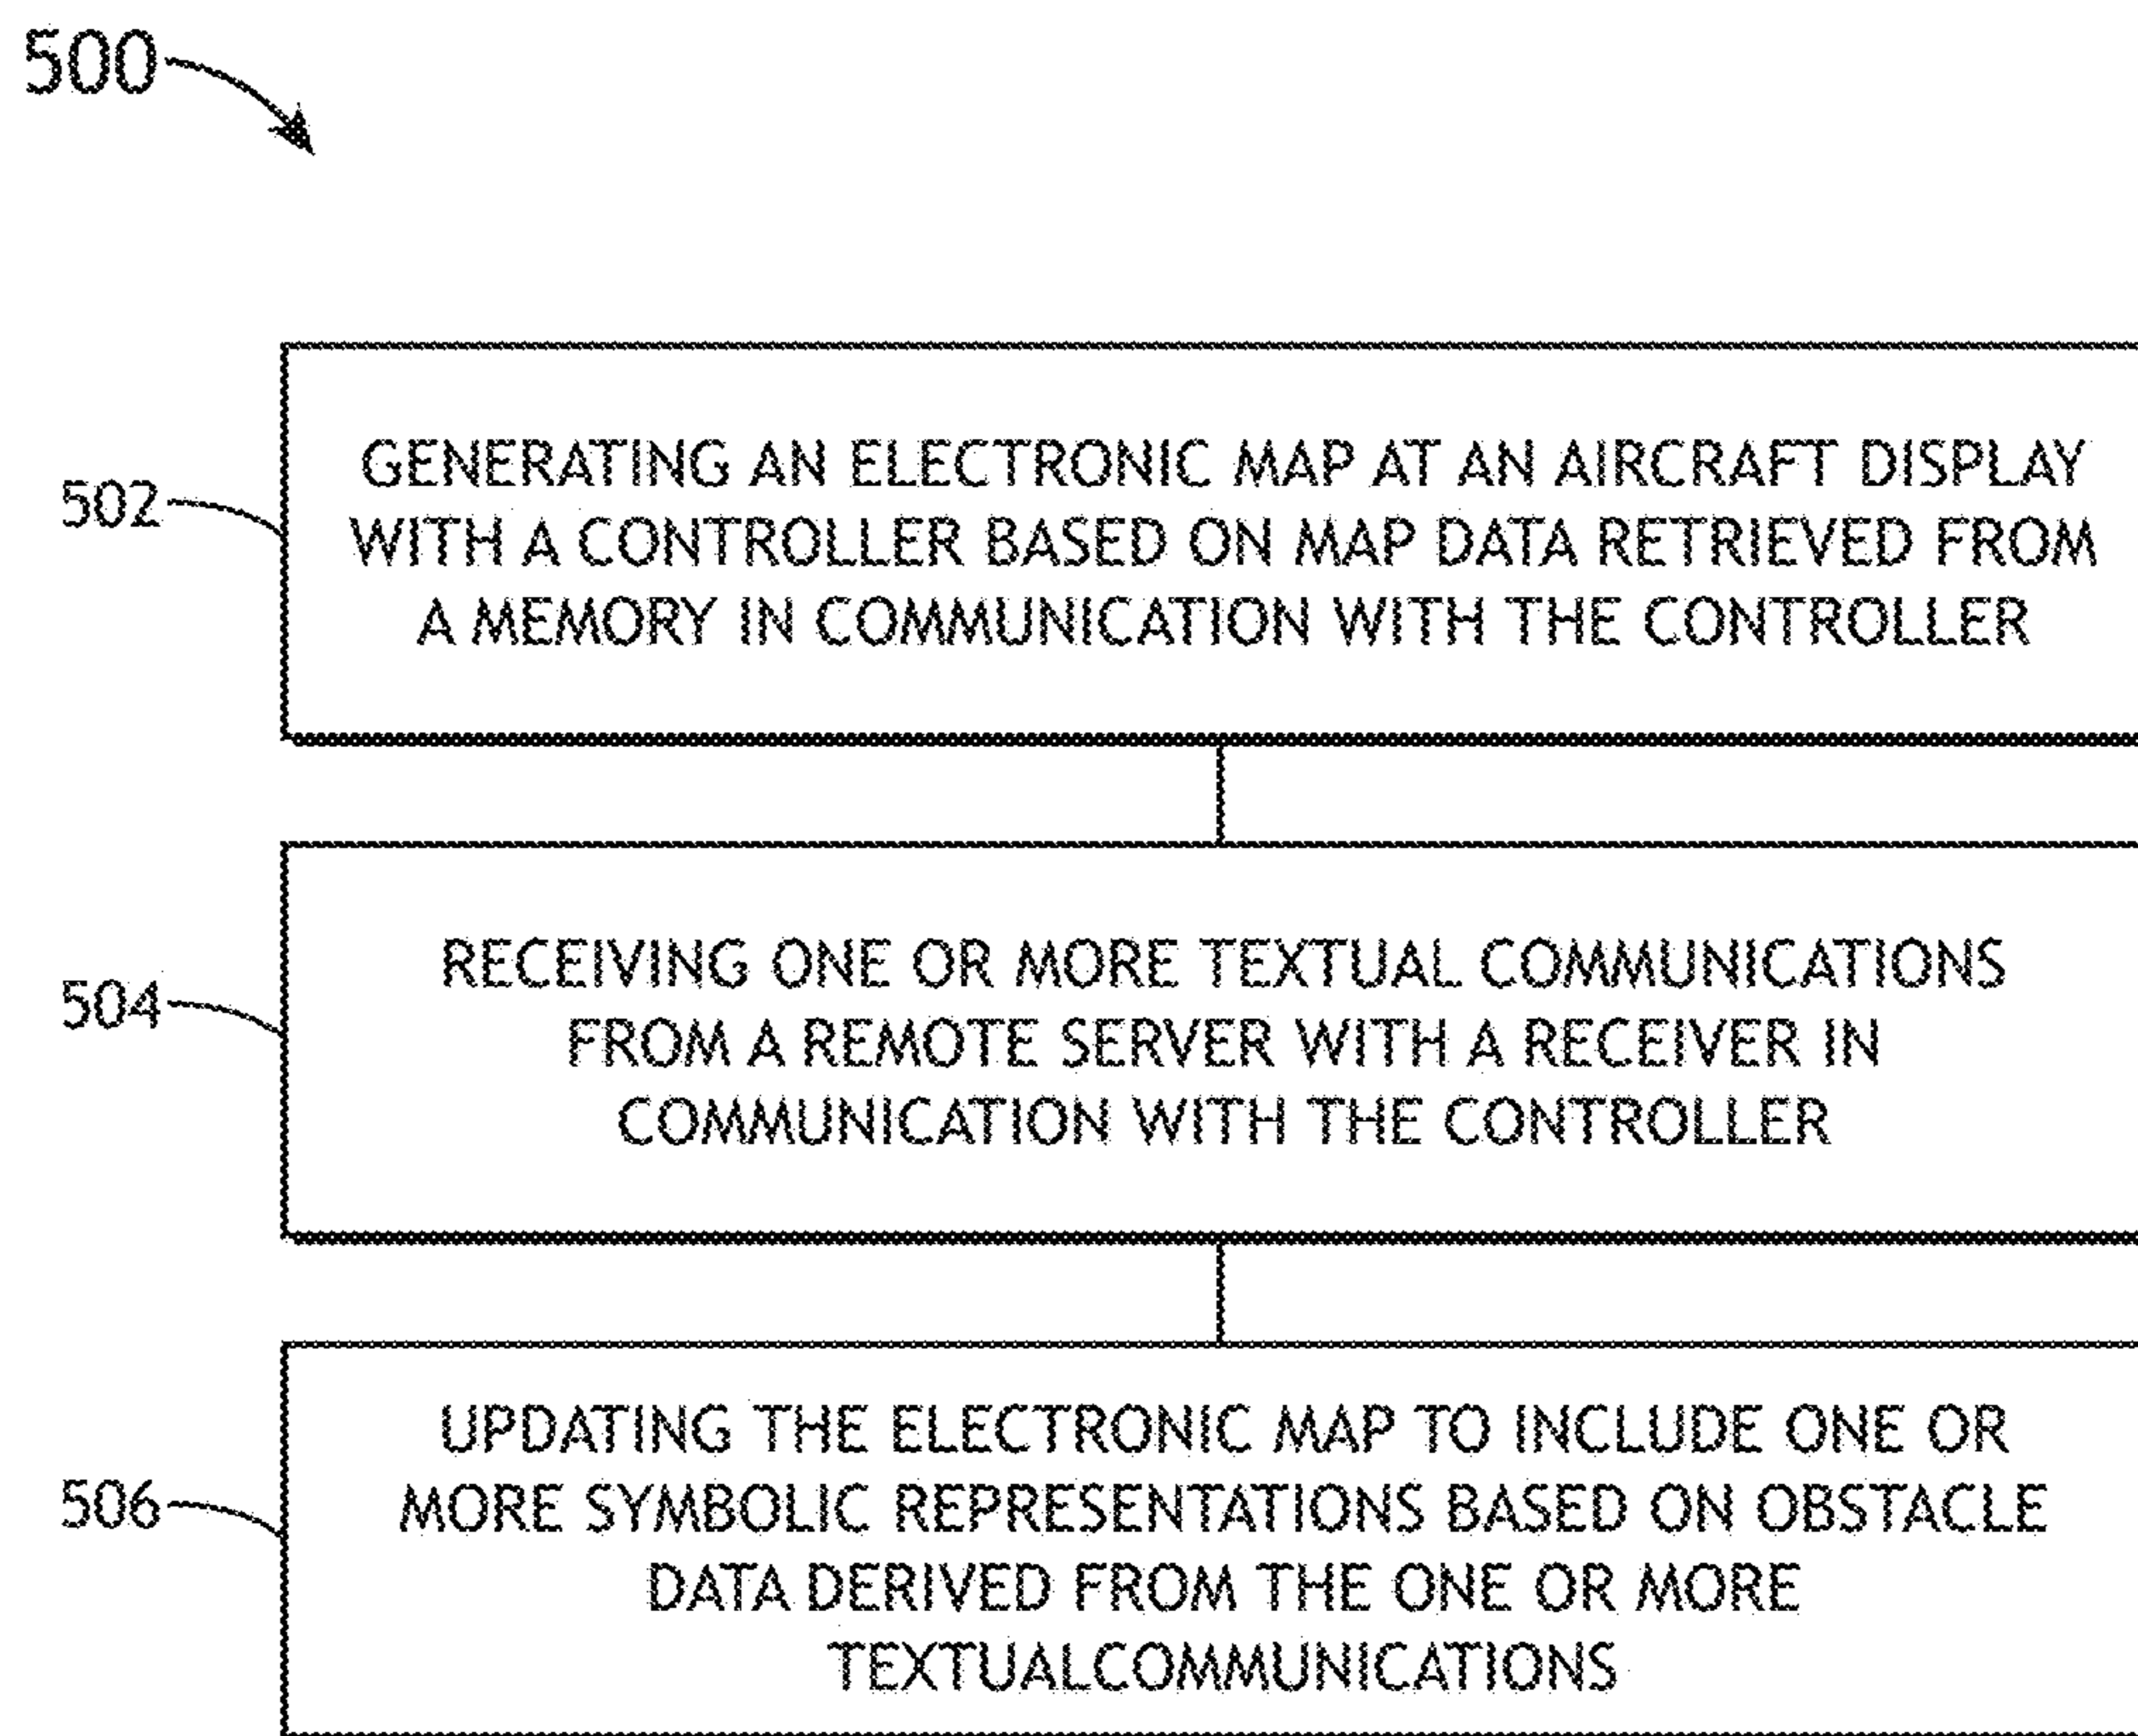 500
GENERATING AN ELECTRONIC MAP AT AN AIRCRAFT DISPLAY
502
WITH A CONTROLLER BASED ON MAP DATA RETRIEVED FROM
A MEMORY IN COMMUNICATION WITH THE CONTROLLER
RECEIVING ONE OR MORE TEXTUAL COMMUNICATIONS
504
FROM A REMOTE SERVER WITH A RECEIVER IN
COMMUNICATION WITH THE CONTROLLER
UPDATING THE ELECTRONIC MAP TO INCLUDE ONE OR
506
MORE SYMBOLIC REPRESENTATIONS BASED ON OBSTACLE
DATA DERIVED FROM THE ONE OR MORE
TEXTUALCOMMUNICATIONS